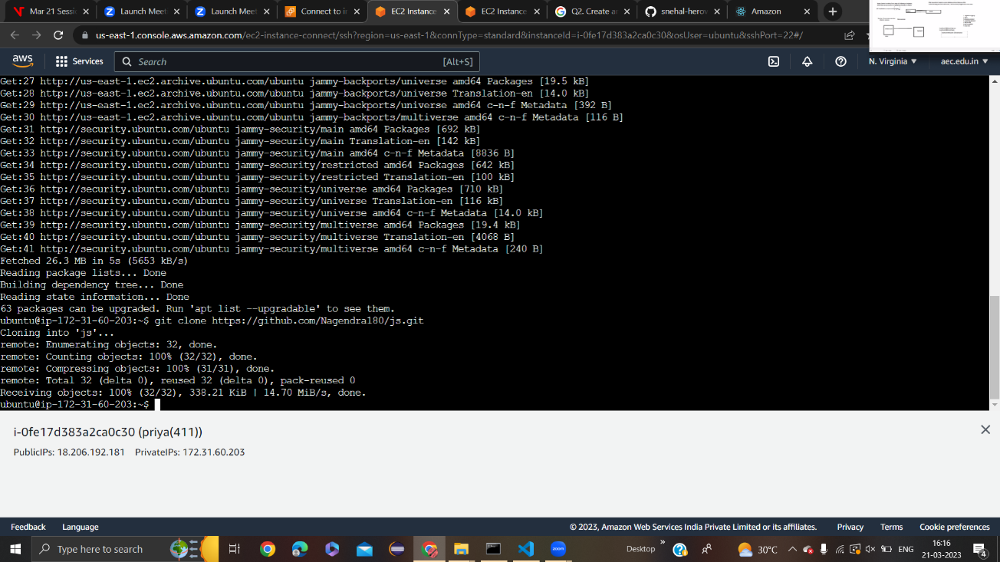 Mar 21 Sessi
Launch Meet
Launch Meet
Connect to in
EC2 Instance
EC2 Instance
Q2. Create an
snehal-herov
Amazon
us-east-1.console.aws.amazon.com/ec2-instance-connect/ssh?region=us-east-1&connType=standard&instanceId=i-0fe17d383a2ca0c30&osUser=ubuntu&sshPort=22#/
aws
Services
Search
[Alt+S]
N. Virginia
aec.edu.in
Get:27 http://us-east-1.ec2.archive.ubuntu.com/ubuntu jammy-backports/universe amd64 Packages [19.5 kB]
Get:28 http://us-east-1.ec2.archive.ubuntu.com/ubuntu jammy-backports/universe Translation-en [14.0 kB]
Get:29 http://us-east-1.ec2.archive.ubuntu.com/ubuntu jammy-backports/universe amd64 c-n-f Metadata [392 B]
Get:30 http://us-east-1.ec2.archive.ubuntu.com/ubuntu jammy-backports/multiverse amd64 c-n-f Metadata [116 B]
Get:31 http://security.ubuntu.com/ubuntu jammy-security/main amd64 Packages [692 kB]
Get:32 http://security.ubuntu.com/ubuntu jammy-security/main Translation-en [142 kB]
Get:33 http://security.ubuntu.com/ubuntu jammy-security/main amd64 c-n-f Metadata [8836 B]
Get:34 http://security.ubuntu.com/ubuntu jammy-security/restricted amd64 Packages [642 kB]
Get:35 http://security.ubuntu.com/ubuntu jammy-security/restricted Translation-en [100 kB]
Get:36 http://security.ubuntu.com/ubuntu jammy-security/universe amd64 Packages [710 kB]
Get:37 http://security.ubuntu.com/ubuntu jammy-security/universe Translation-en [116 kB]
Get:38 http://security.ubuntu.com/ubuntu jammy-security/universe amd64 c-n-f Metadata [14.0 kB]
Get:39 http://security.ubuntu.com/ubuntu jammy-security/multiverse amd64 Packages [19.4 kB]
Get:40 http://security.ubuntu.com/ubuntu jammy-security/multiverse Translation-en [4068 B]
Get:41 http://security.ubuntu.com/ubuntu jammy-security/multiverse amd64 c-n-f Metadata [240 B]
Fetched 26.3 MB in 5s (5653 kB/s)
Reading package lists... Done
Building dependency tree... Done
Reading state information... Done
63 packages can be upgraded. Run 'apt list --upgradable' to see them.
ubuntu@ip-172-31-60-203:~$ git clone https://github.com/Nagendra180/js.git
Cloning into 'js'...
remote: Enumerating objects: 32, done.
remote: Counting objects: 100% (32/32), done.
remote: Compressing objects: 100% (31/31), done.
remote: Total 32 (delta 0), reused 32 (delta 0), pack-reused 0
Receiving objects: 100% (32/32), 338.21 KiB | 14.70 MiB/s, done.
ubuntu@ip-172-31-60-203:~$
i-0fe17d383a2ca0c30 (priya(411))
PublicIPs: 18.206.192.181 PrivateIPs: 172.31.60.203
Feedback Language
© 2023, Amazon Web Services India Private Limited or its affiliates. Privacy Terms Cookie preferences
Type here to search
zoom
Desktop
30°C
ENG
16:16
21-03-2023
4